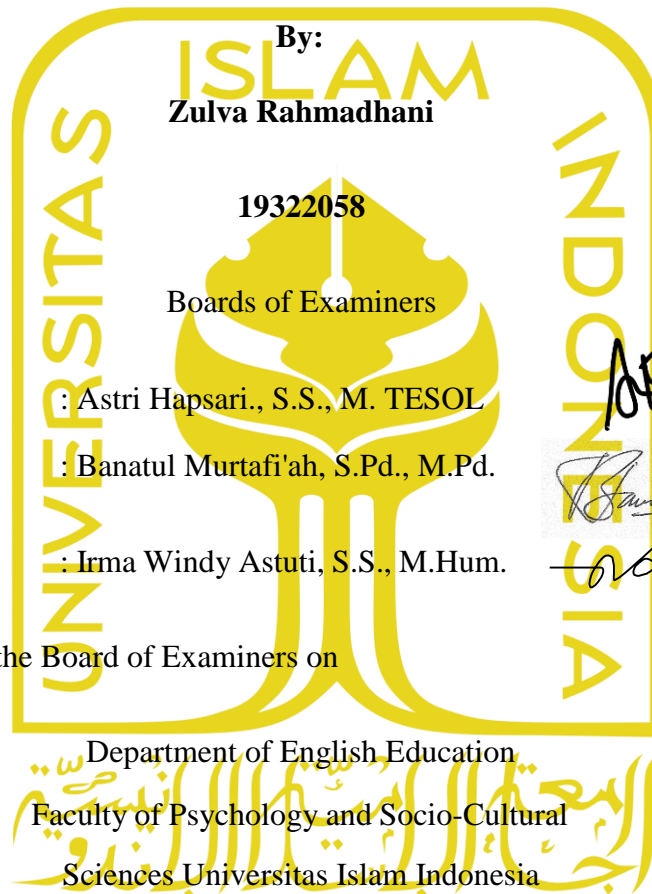 By:
ISLAM
Zulva Rahmadhani
19322058
Boards of Examiners
: Astri Hapsari., S.S., M. TESOL
: Banatul Murtafi'ah, S.Pd., M.Pd.
: Irma Windy Astuti, S.S., M.Hum.
the Board of Examiners on
UNIVERSITAS
INDONESIA
Department of English Education
Faculty of Psychology and Socio-Cultural
Sciences Universitas Islam Indonesia